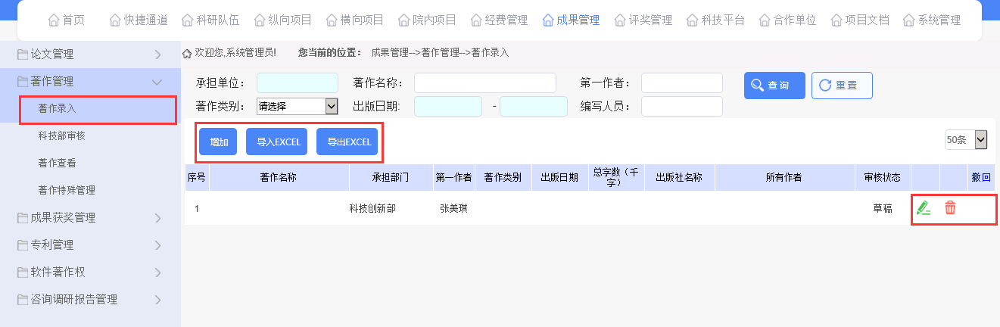 首页 快捷通道 科研队伍 纵向项目 横向项目 院内项目 经费管理 成果管理 评奖管理 科技平台 合作单位 项目文档 系统管理
论文管理
著作管理
著作录入
科技部审核
著作查看
著作特殊管理
成果获奖管理
专利管理
软件著作权
咨询调研报告管理
欢迎您,系统管理员! 您当前的位置： 成果管理-->著作管理-->著作录入
承担单位： 著作名称： 第一作者： 查询 重置
著作类别： 请选择 出版日期: - 编写人员：
增加 导入EXCEL 导出EXCEL 50条
序号 著作名称 承担部门 第一作者 著作类别 出版日期 总字数（千字） 出版社名称 所有作者 审核状态 撤回
1 科技创新部 张美琪 草稿